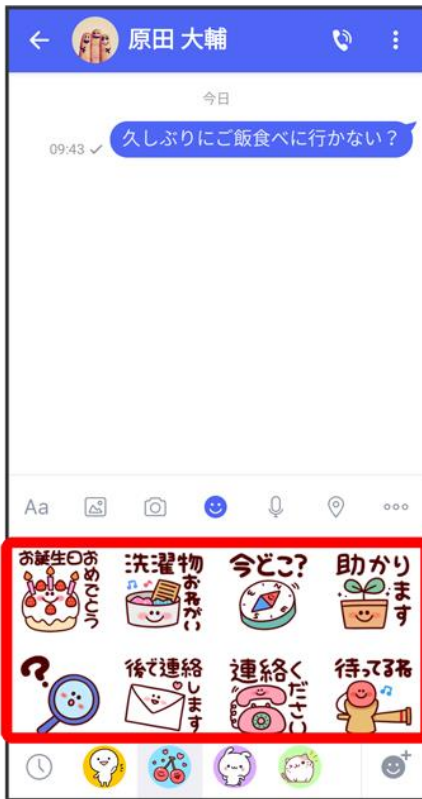 原田 大輔
今日
09:43
久しぶりにご飯食べに行かない？
Aa
お誕生日おめでとう
洗濯物おねがい
今どこ?
助かります
?
後で連絡します
連絡ください
待ってるね